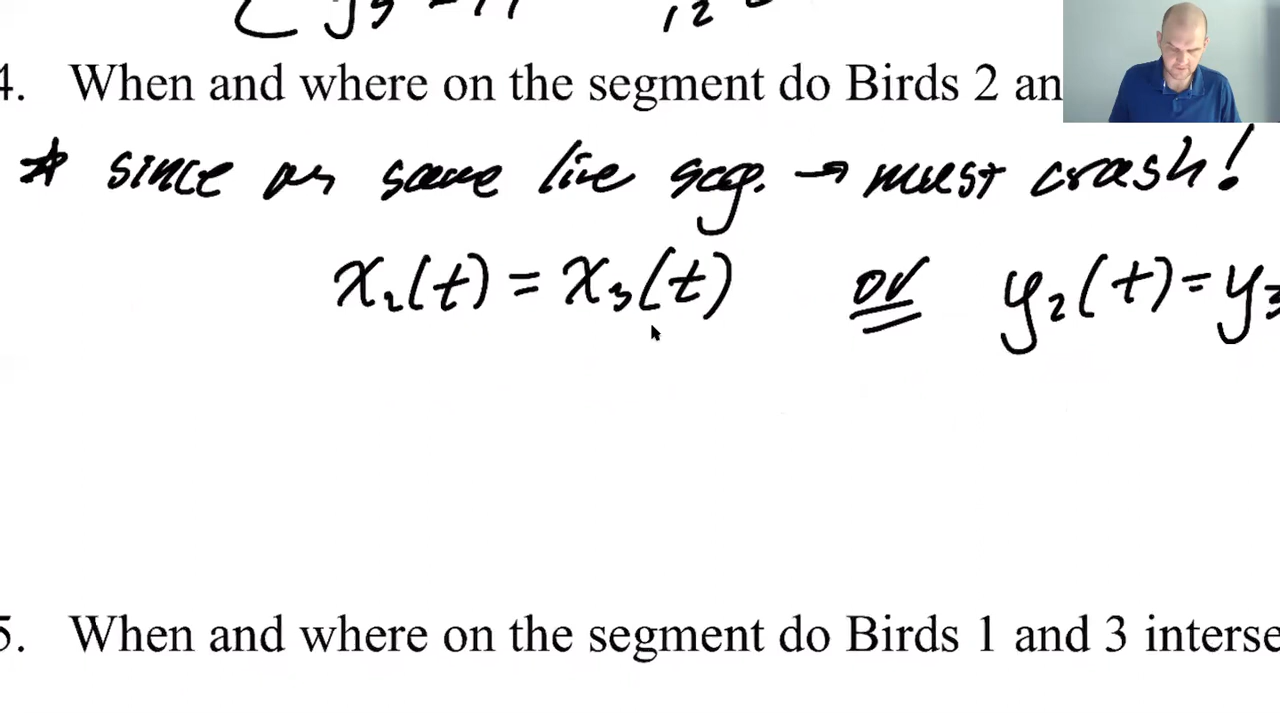 4. When and where on the segment do Birds 2 an
* since on same line seg. → must crash!
x₂(t) = x₃(t) or y₂(t) = y₃
5. When and where on the segment do Birds 1 and 3 interse